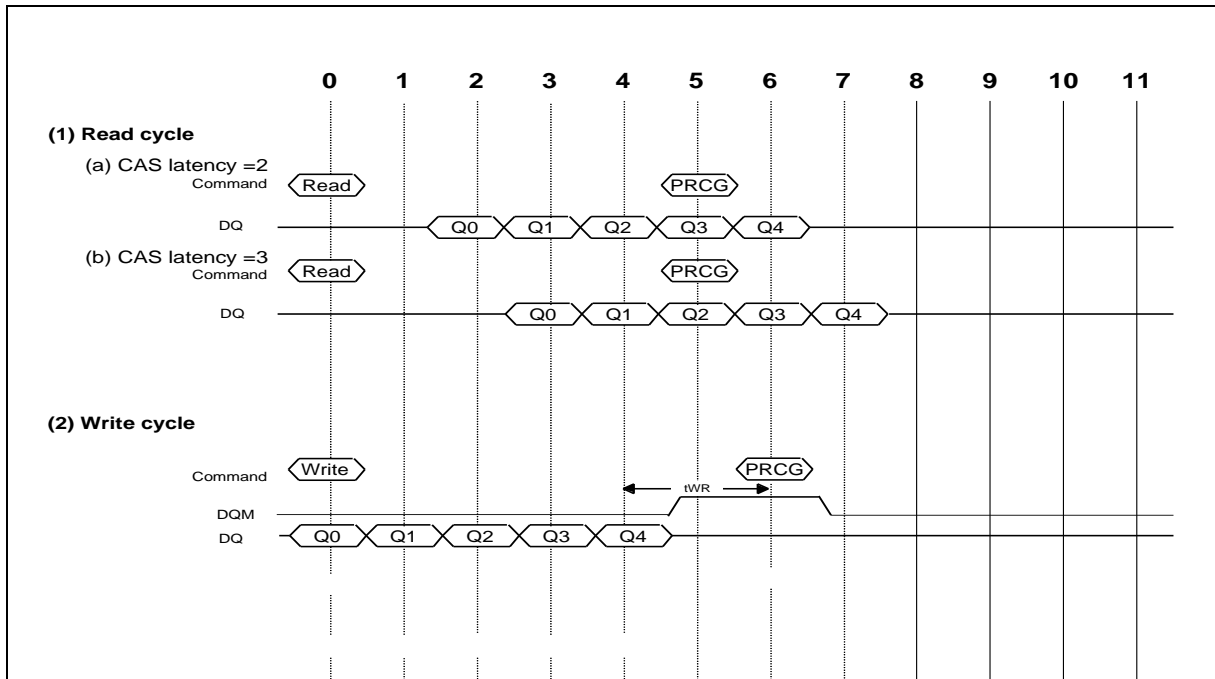 0 1 2 3 4 5 6 7 8 9 10 11
(1) Read cycle
(a) CAS latency =2
Command Read PRCG
DQ Q0 Q1 Q2 Q3 Q4
(b) CAS latency =3
Command Read PRCG
DQ Q0 Q1 Q2 Q3 Q4
(2) Write cycle
Command Write PRCG
tWR
DQM
DQ Q0 Q1 Q2 Q3 Q4